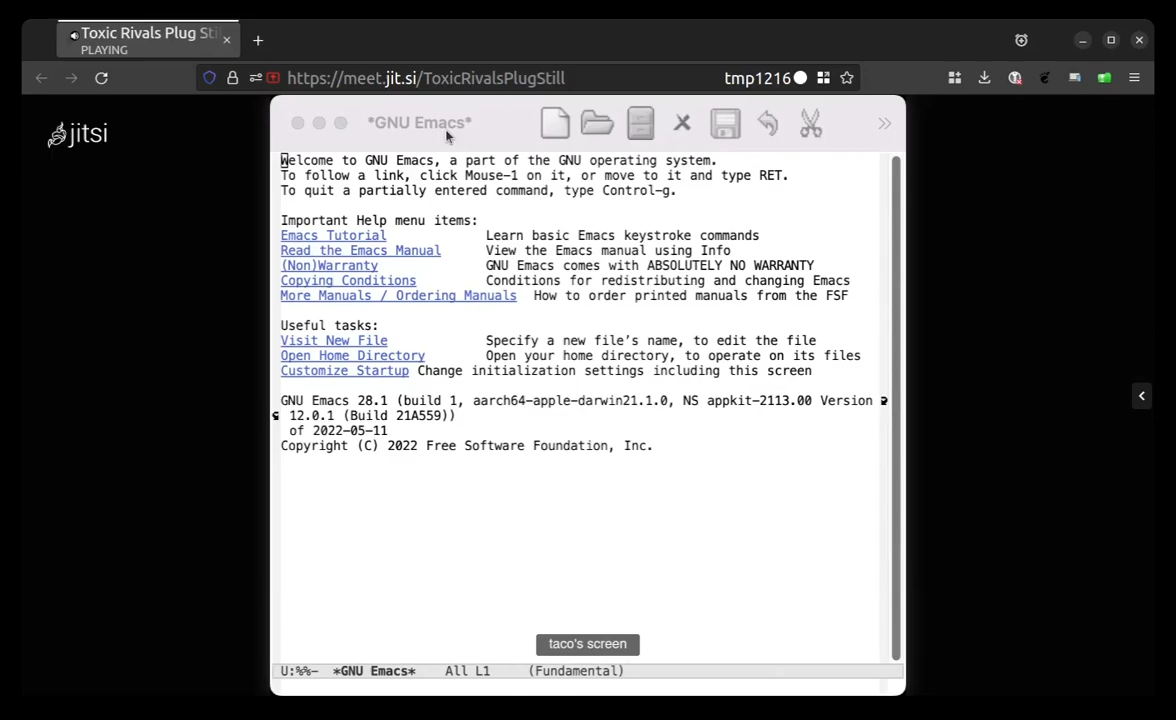 Toxic Rivals Plug Sti
PLAYING
https://meet.jit.si/ToxicRivalsPlugStill
tmp1216
jitsi
*GNU Emacs*
Welcome to GNU Emacs, a part of the GNU operating system.
To follow a link, click Mouse-1 on it, or move to it and type RET.
To quit a partially entered command, type Control-g.
Important Help menu items:
Emacs Tutorial Learn basic Emacs keystroke commands
Read the Emacs Manual View the Emacs manual using Info
(Non)Warranty GNU Emacs comes with ABSOLUTELY NO WARRANTY
Copying Conditions Conditions for redistributing and changing Emacs
More Manuals / Ordering Manuals How to order printed manuals from the FSF
Useful tasks:
Visit New File Specify a new file’s name, to edit the file
Open Home Directory Open your home directory, to operate on its files
Customize Startup Change initialization settings including this screen
GNU Emacs 28.1 (build 1, aarch64-apple-darwin21.1.0, NS appkit-2113.00 Version
12.0.1 (Build 21A559))
of 2022-05-11
Copyright (C) 2022 Free Software Foundation, Inc.
taco's screen
U:%%- *GNU Emacs* All L1 (Fundamental)